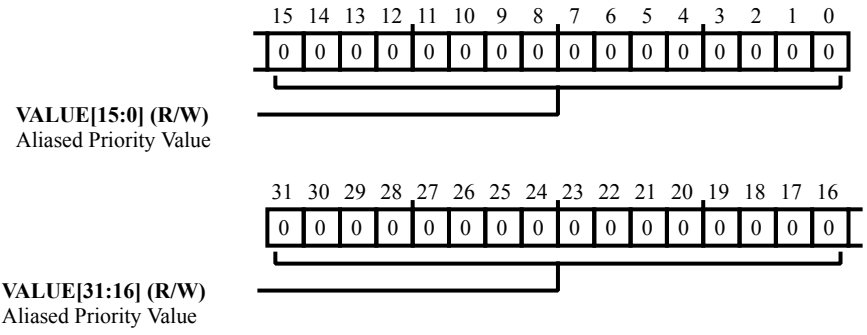 15 14 13 12 11 10 9 8 7 6 5 4 3 2 1 0
0 0 0 0 0 0 0 0 0 0 0 0 0 0 0 0
VALUE[15:0] (R/W)
Aliased Priority Value
31 30 29 28 27 26 25 24 23 22 21 20 19 18 17 16
0 0 0 0 0 0 0 0 0 0 0 0 0 0 0 0
VALUE[31:16] (R/W)
Aliased Priority Value